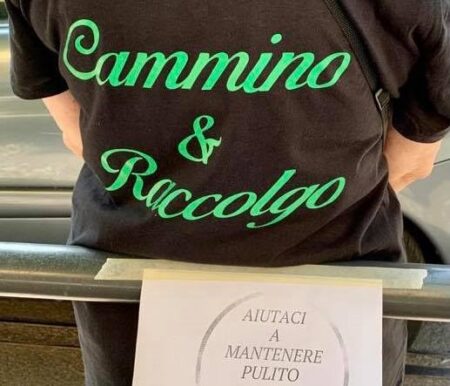 Cammino
&
Raccolgo
AIUTACI
A
MANTENERE
PULITO